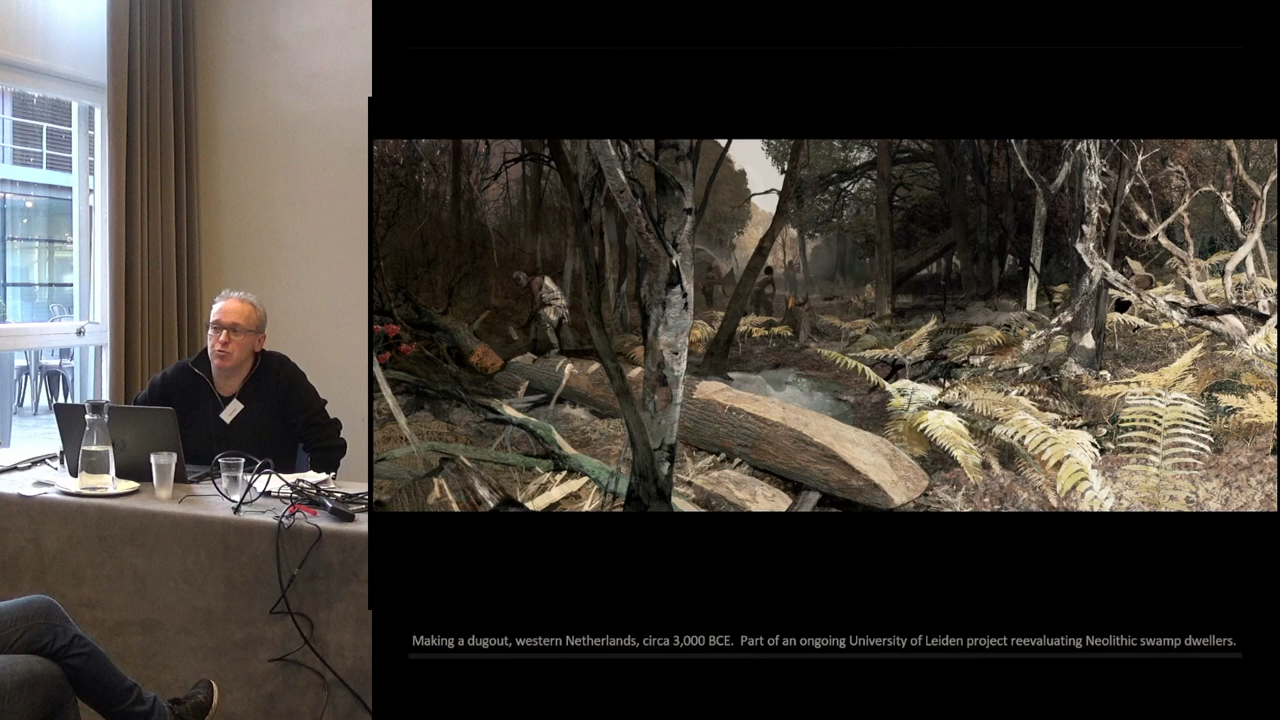 Making a dugout, western Netherlands, circa 3,000 BCE.  Part of an ongoing University of Leiden project reevaluating Neolithic swamp dwellers.